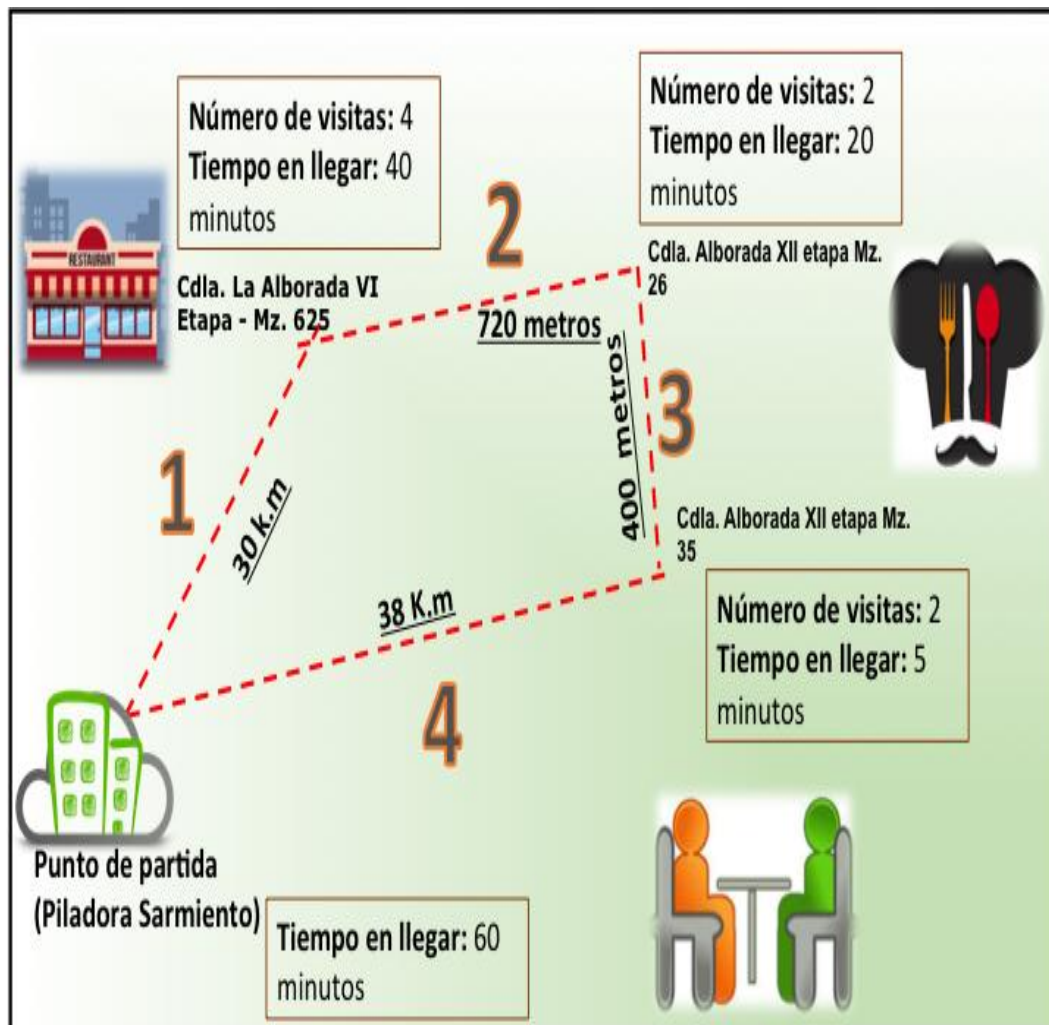 Número de visitas: 4
Tiempo en llegar: 40
minutos
Número de visitas: 2
Tiempo en llegar: 20
minutos
RESTAURANT
2
Cdla. La Alborada VI
Etapa - Mz. 625
Cdla. Alborada XII etapa Mz.
26
720 metros
400 metros
3
1
30 k.m
Cdla. Alborada XII etapa Mz.
35
38 K.m
4
Número de visitas: 2
Tiempo en llegar: 5
minutos
Punto de partida
(Piladora Sarmiento)
Tiempo en llegar: 60
minutos